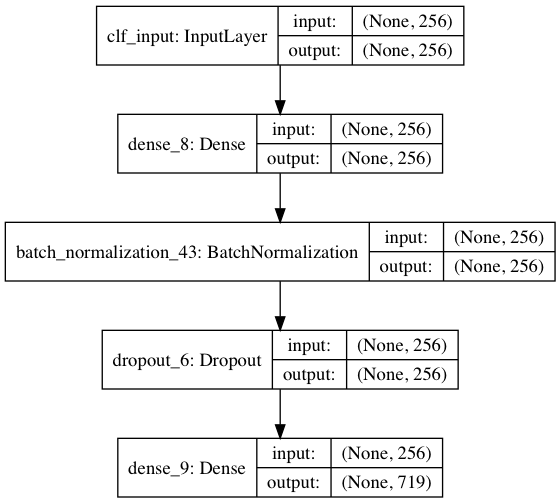 clf_input: InputLayer input: (None, 256)
output: (None, 256)
dense_8: Dense input: (None, 256)
output: (None, 256)
batch_normalization_43: BatchNormalization input: (None, 256)
output: (None, 256)
dropout_6: Dropout input: (None, 256)
output: (None, 256)
dense_9: Dense input: (None, 256)
output: (None, 719)